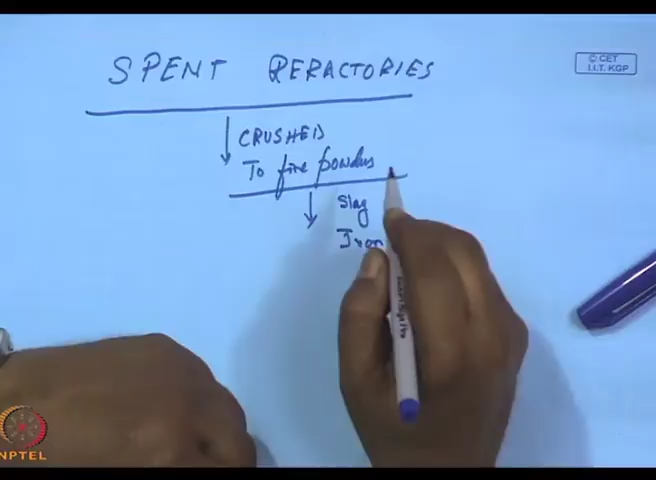 SPENT REFRACTORIES
© CET
I.I.T. KGP
CRUSHED
To fine powders
Slag
Iron
NPTEL